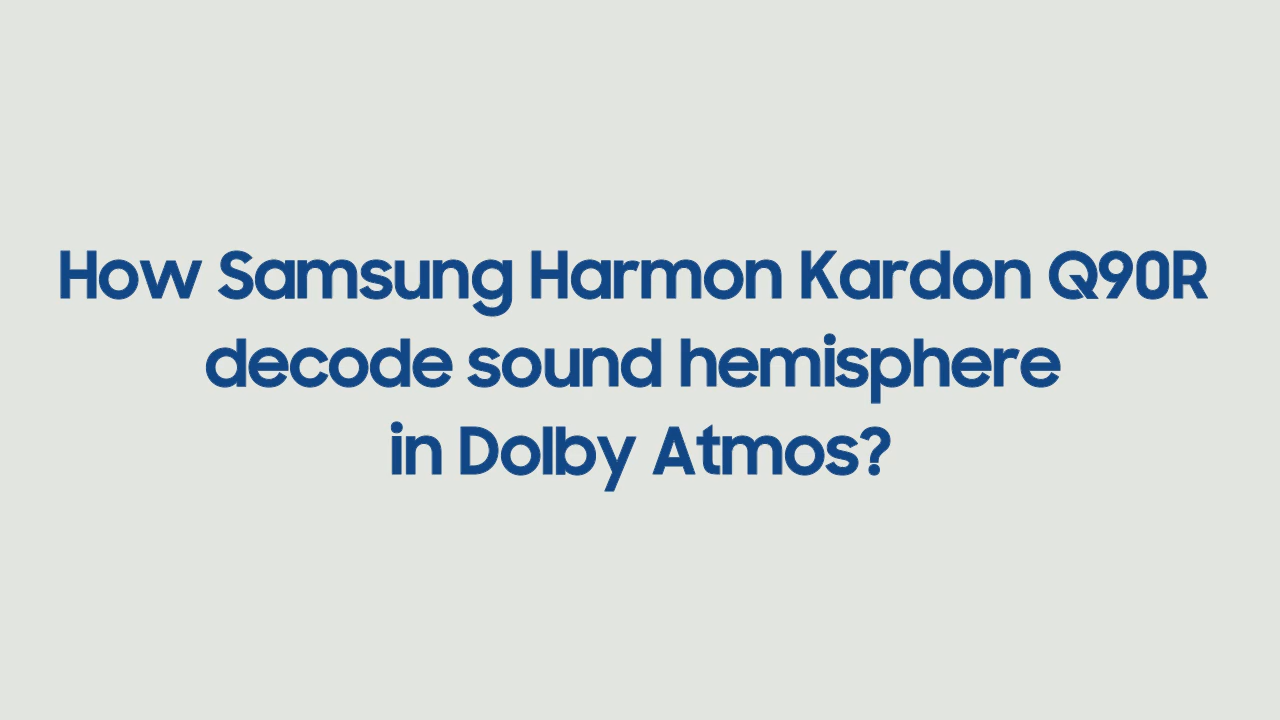 How Samsung Harmon Kardon Q90R
decode sound hemisphere
in Dolby Atmos?